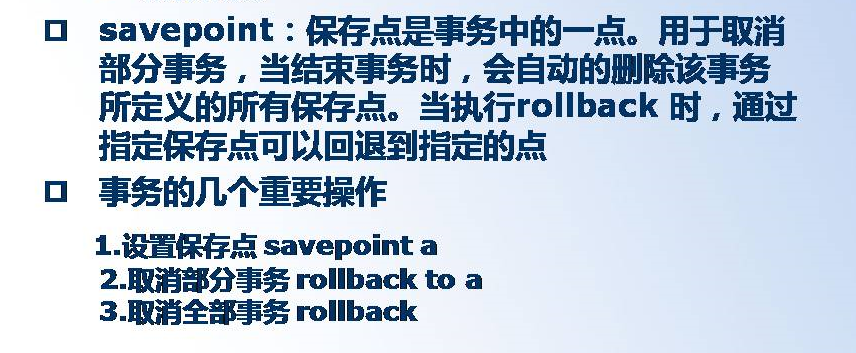 savepoint：保存点是事务中的一点。用于取消
部分事务，当结束事务时，会自动的删除该事务
所定义的所有保存点。当执行rollback 时，通过
指定保存点可以回退到指定的点
事务的几个重要操作
1.设置保存点 savepoint a
2.取消部分事务 rollback to a
3.取消全部事务 rollback